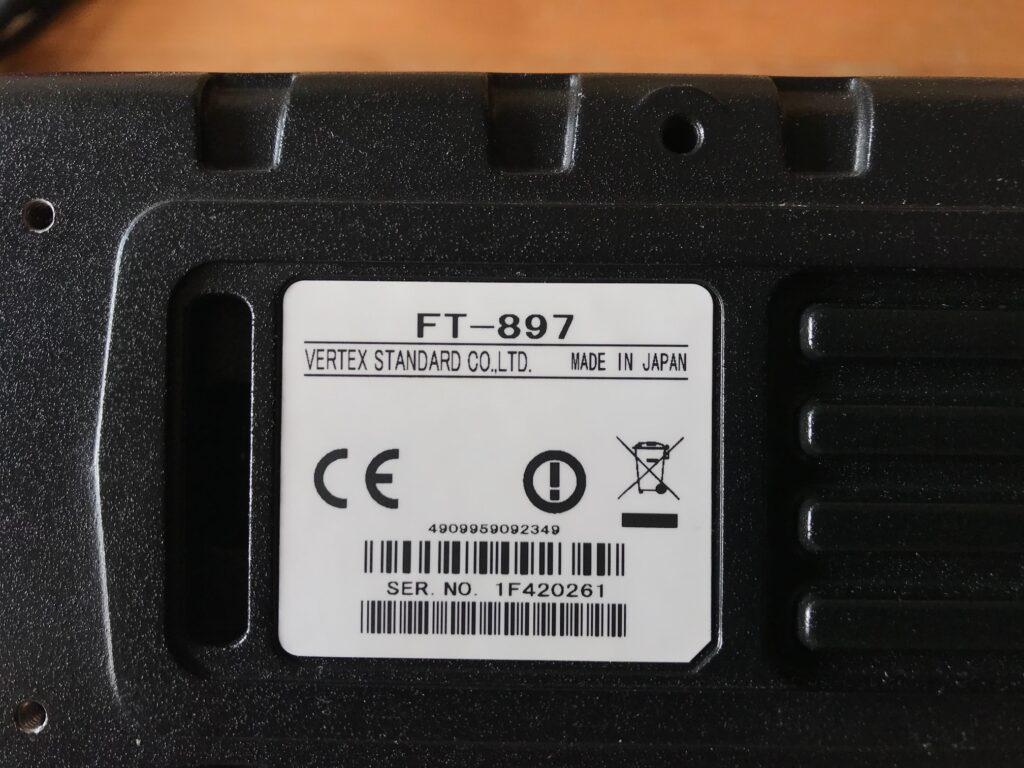 FT-897
VERTEX STANDARD CO.,LTD. MADE IN JAPAN
CE
4909959092349
SER. NO. 1F420261